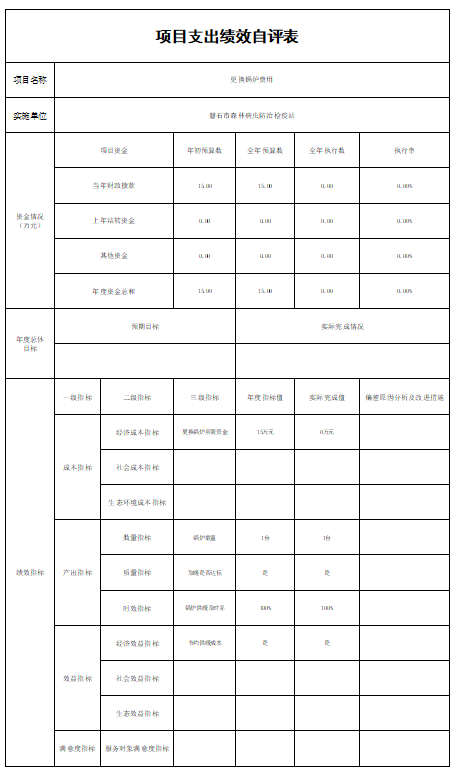 项目支出绩效自评表
项目名称 更换锅炉费用
实施单位 磐石市森林病虫防治检疫站
资金情况
（万元）
项目资金 年初预算数 全年预算数 全年执行数 执行率
当年财政拨款 15.00 15.00 0.00 0.00%
上年结转资金 0.00 0.00 0.00 0.00%
其他资金 0.00 0.00 0.00 0.00%
年度资金总和 15.00 15.00 0.00 0.00%
年度总体
目标
预期目标 实际完成情况
绩效指标
一级指标 二级指标 三级指标 年度指标值 实际完成值 偏差原因分析及改进措施
成本指标
经济成本指标 更换锅炉所需资金 15万元 0万元
社会成本指标
生态环境成本指标
产出指标
数量指标 锅炉数量 1台 1台
质量指标 取暖是否达标 是 是
时效指标 锅炉供暖及时率 100% 100%
效益指标
经济效益指标 节约供暖成本 是 是
社会效益指标
生态效益指标
满意度指标 服务对象满意度指标